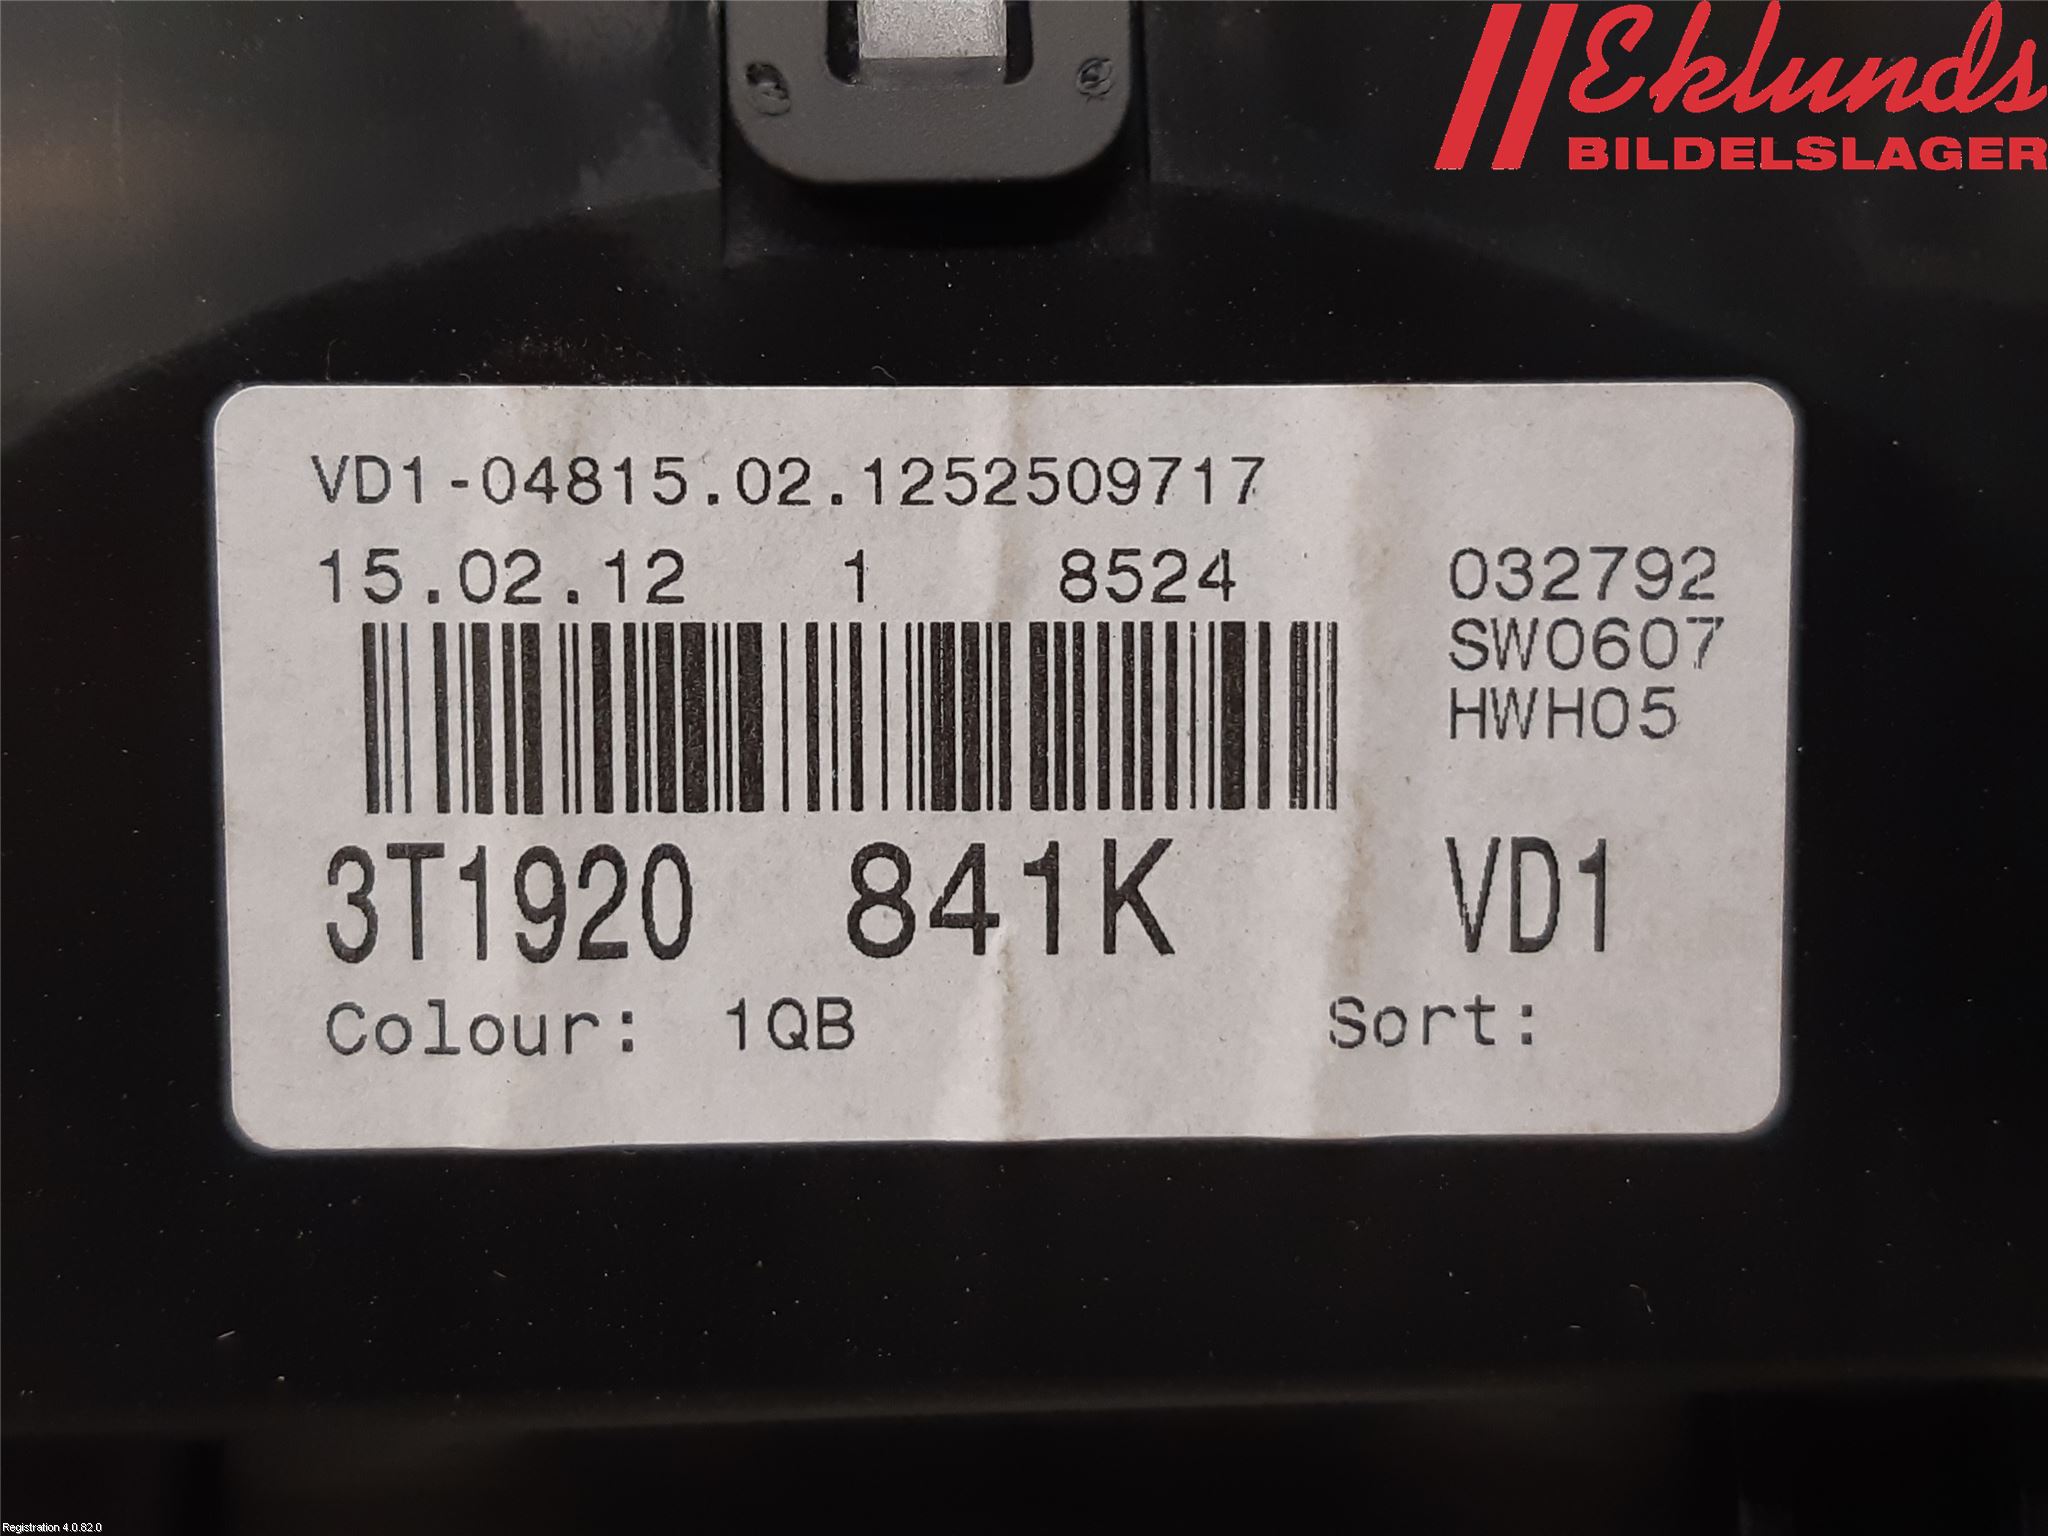 Eklunds
BILDELSLAGER
VD1-04815.02.1252509717
15.02.12 1 8524 032792
SW0607
HWH05
3T1920 841K VD1
Colour: 1QB Sort:
Registration 4.0.82.0